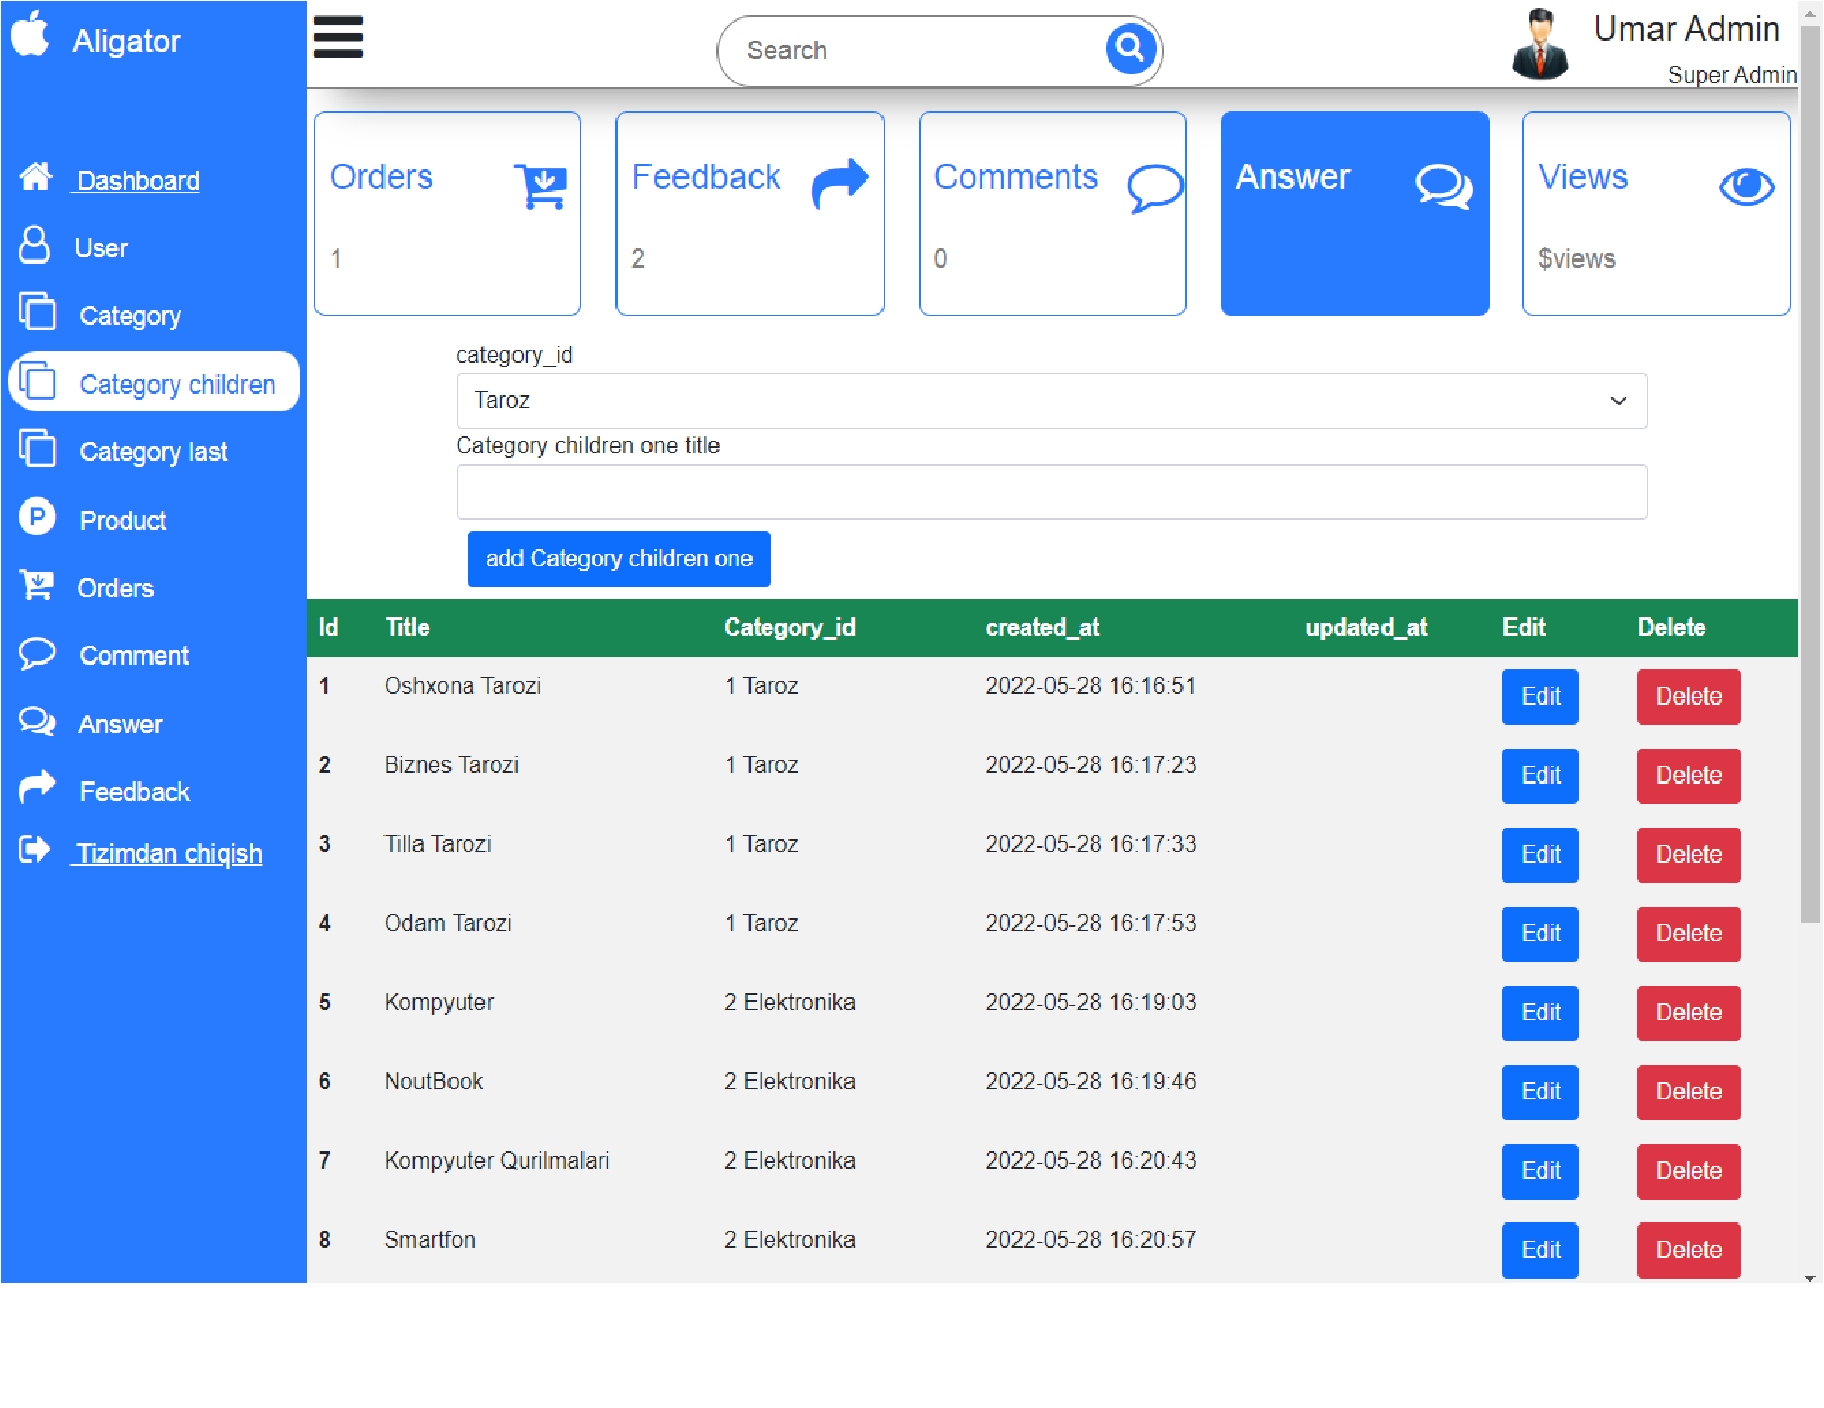 Aligator
Dashboard
User
Category
Category children
Category last
Product
Orders
Comment
Answer
Feedback
Tizimdan chiqish
Search
Umar Admin
Super Admin
Orders
1
Feedback
2
Comments
0
Answer
Views
$views
category_id
Taroz
Category children one title
add Category children one
Id Title Category_id created_at updated_at Edit Delete
1 Oshxona Tarozi 1 Taroz 2022-05-28 16:16:51 Edit Delete
2 Biznes Tarozi 1 Taroz 2022-05-28 16:17:23 Edit Delete
3 Tilla Tarozi 1 Taroz 2022-05-28 16:17:33 Edit Delete
4 Odam Tarozi 1 Taroz 2022-05-28 16:17:53 Edit Delete
5 Kompyuter 2 Elektronika 2022-05-28 16:19:03 Edit Delete
6 NoutBook 2 Elektronika 2022-05-28 16:19:46 Edit Delete
7 Kompyuter Qurilmalari 2 Elektronika 2022-05-28 16:20:43 Edit Delete
8 Smartfon 2 Elektronika 2022-05-28 16:20:57 Edit Delete